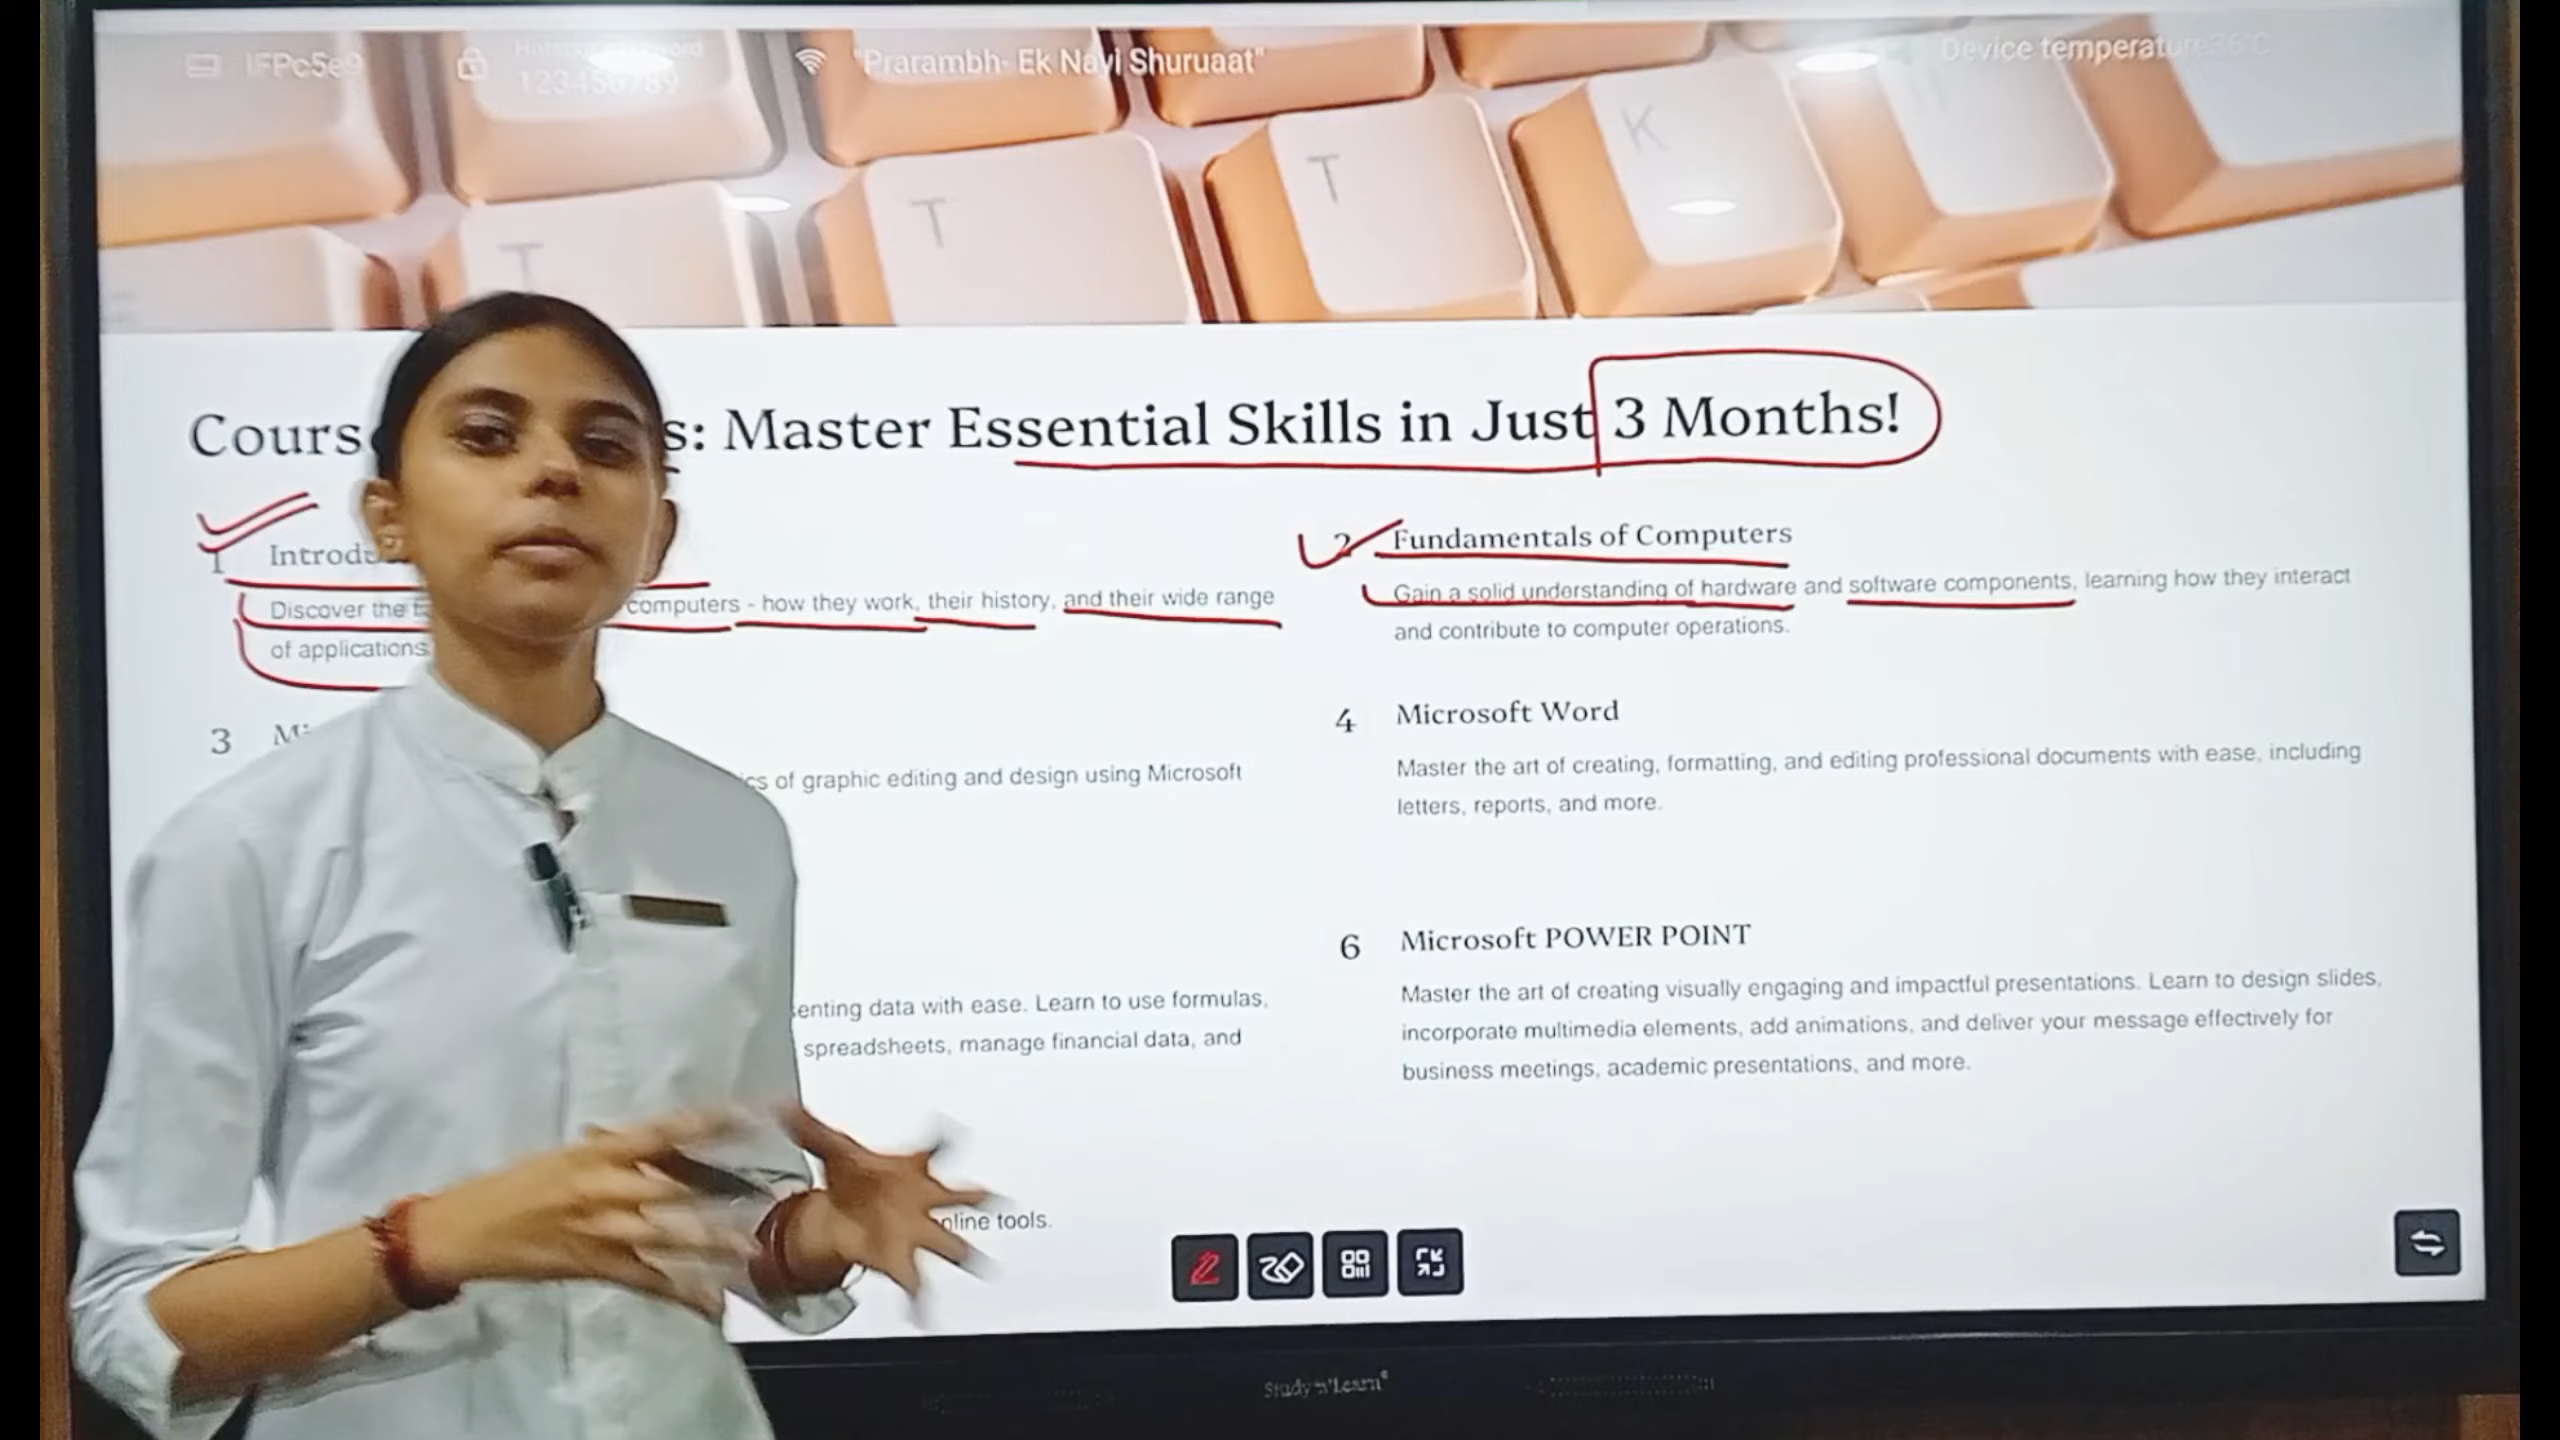 IFPc5e9
Hotspot password
123456789
"Prarambh- Ek Nayi Shuruaat"
Device temperature36°C
T
T
T
K
Cours s: Master Essential Skills in Just 3 Months!
1 Introdu
Discover the computers - how they work, their history, and their wide range
of applications
2 Fundamentals of Computers
Gain a solid understanding of hardware and software components, learning how they interact
and contribute to computer operations.
3
of graphic editing and design using Microsoft
4 Microsoft Word
Master the art of creating, formatting, and editing professional documents with ease, including
letters, reports, and more.
enting data with ease. Learn to use formulas,
spreadsheets, manage financial data, and
6 Microsoft POWER POINT
Master the art of creating visually engaging and impactful presentations. Learn to design slides,
incorporate multimedia elements, add animations, and deliver your message effectively for
business meetings, academic presentations, and more.
nline tools.
Study n Learn